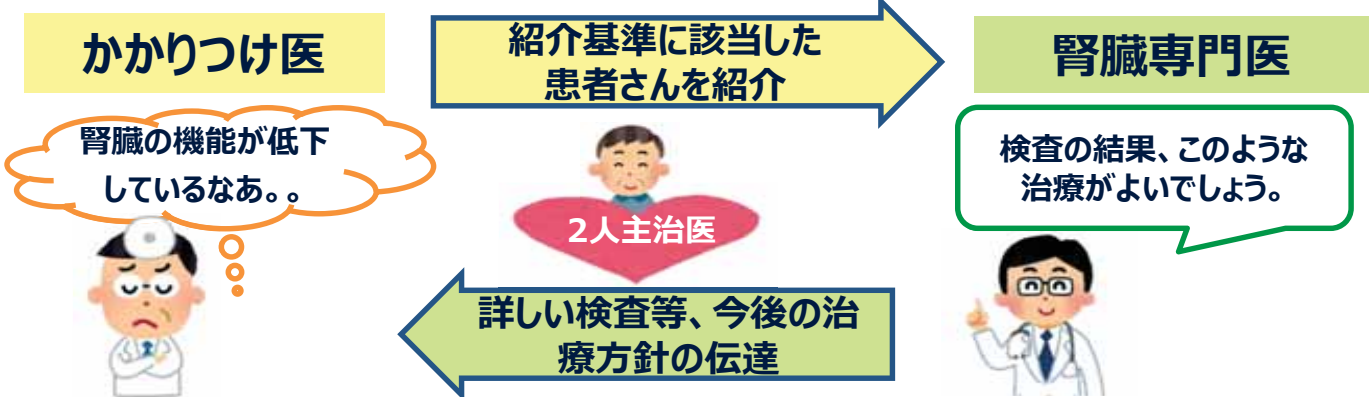 かかりつけ医
紹介基準に該当した
患者さんを紹介
腎臓専門医
腎臓の機能が低下
しているなあ。。
2人主治医
検査の結果、このような
治療がよいでしょう。
詳しい検査等、今後の治
療方針の伝達